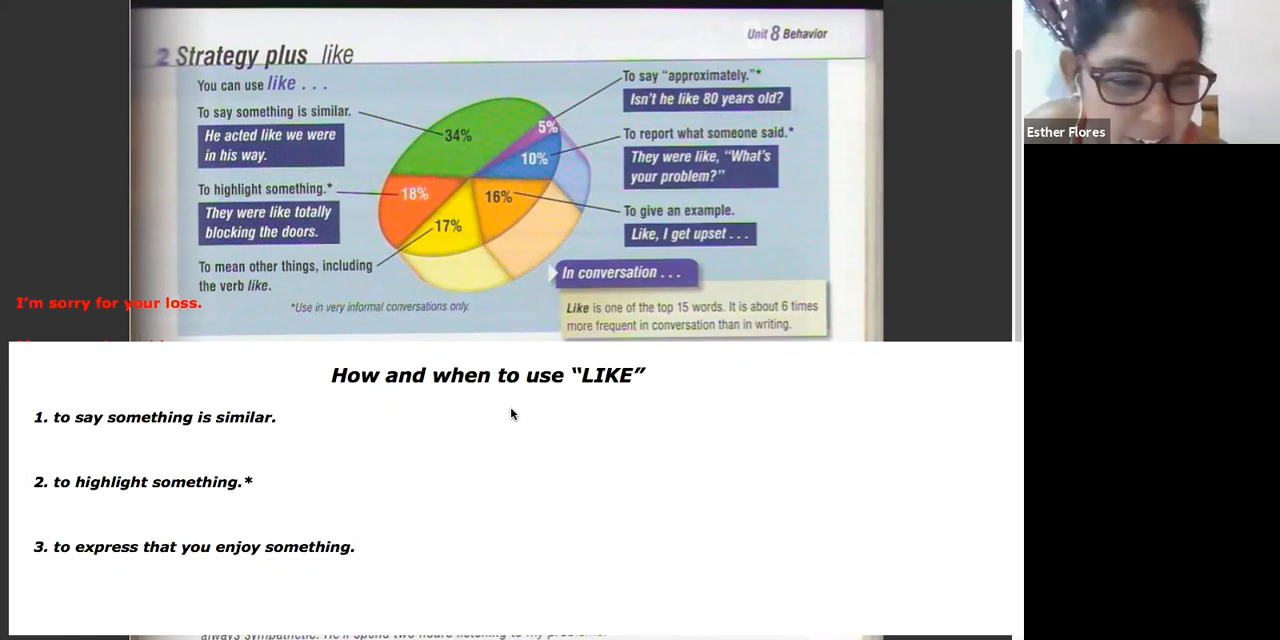 Unit 8 Behavior
2 Strategy plus like
You can use like . . .
To say something is similar.
He acted like we were
in his way.
To highlight something.*
They were like totally
blocking the doors.
To mean other things, including
the verb like.
*Use in very informal conversations only.
34%
5%
10%
18%
16%
17%
To say “approximately.”*
Isn't he like 80 years old?
To report what someone said.*
They were like, “What's
your problem?”
To give an example.
Like, I get upset . . .
In conversation . . .
Like is one of the top 15 words. It is about 6 times
more frequent in conversation than in writing.
I’m sorry for your loss.
How and when to use “LIKE”
1. to say something is similar.
2. to highlight something.*
3. to express that you enjoy something.
Esther Flores